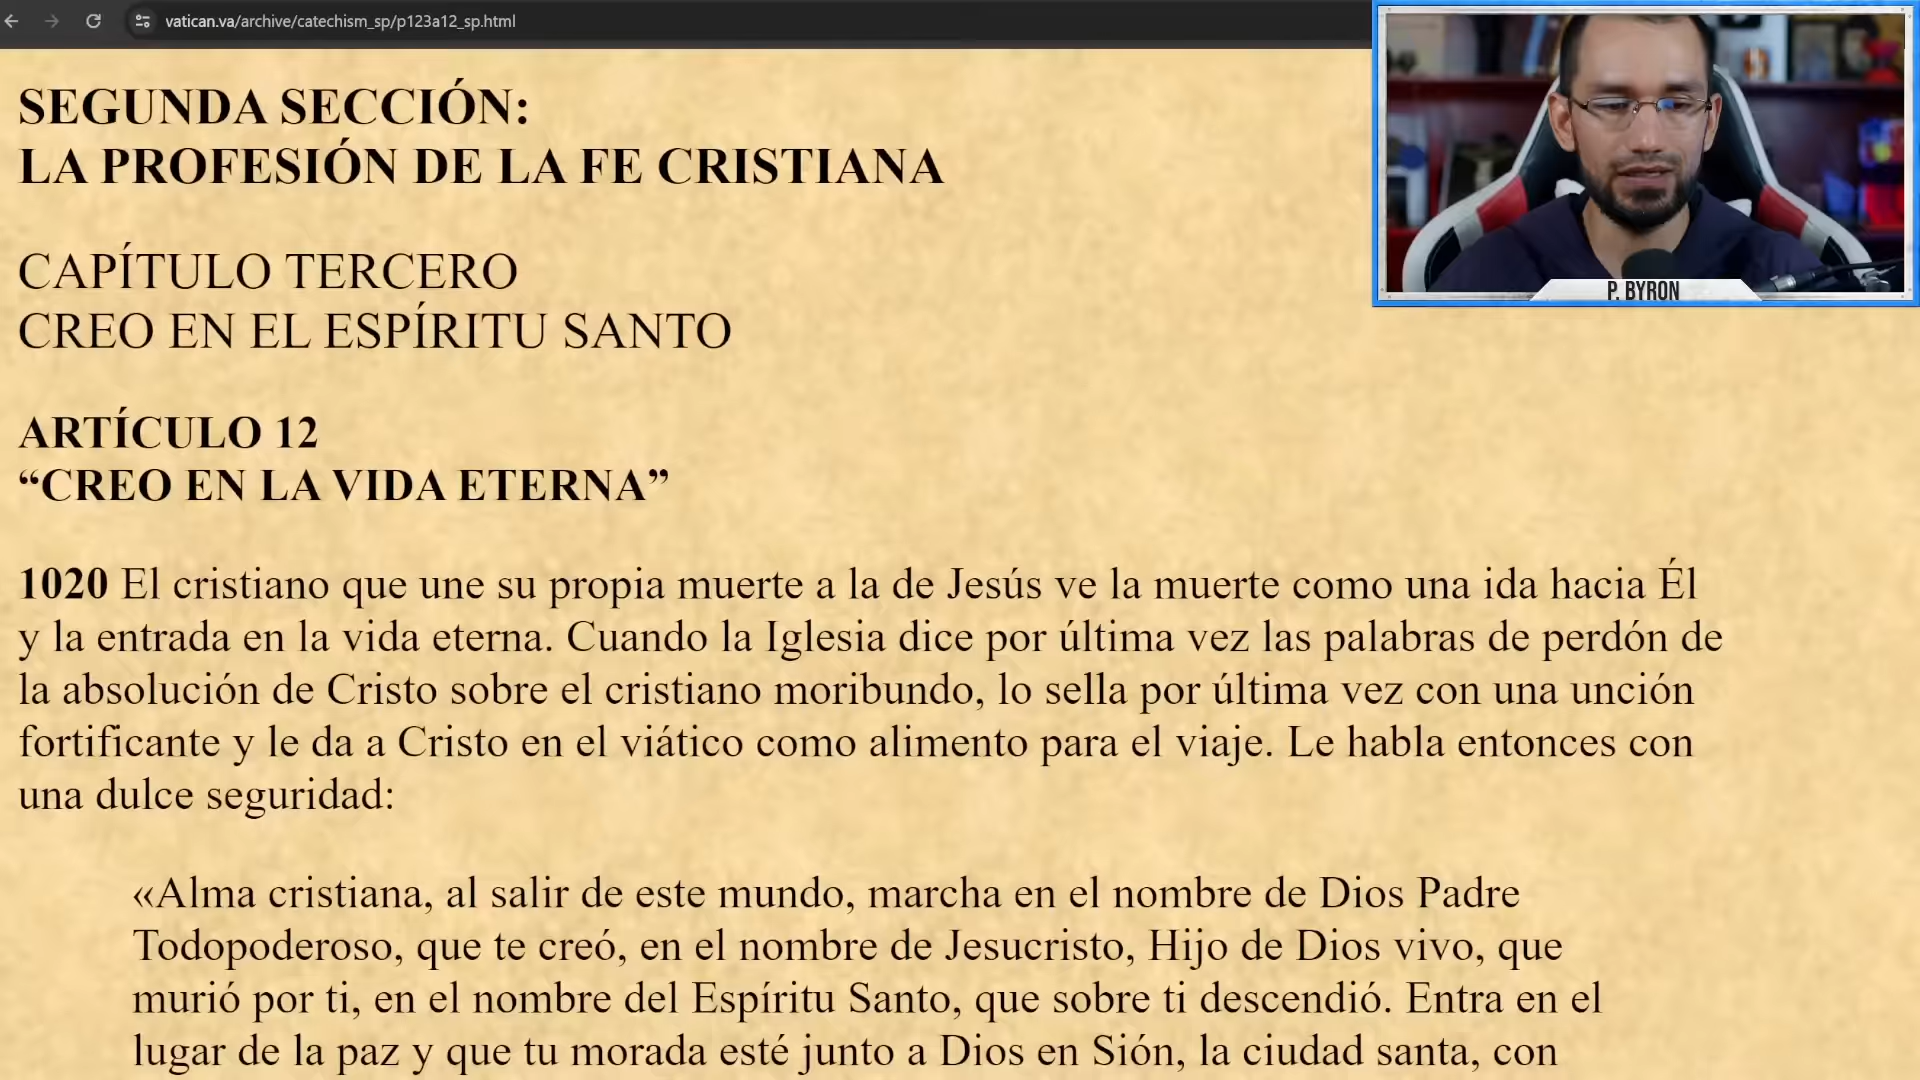 vatican.va/archive/catechism_sp/p123a12_sp.html
SEGUNDA SECCIÓN:
LA PROFESIÓN DE LA FE CRISTIANA
CAPÍTULO TERCERO
CREO EN EL ESPÍRITU SANTO
ARTÍCULO 12
“CREO EN LA VIDA ETERNA”
1020 El cristiano que une su propia muerte a la de Jesús ve la muerte como una ida hacia Él
y la entrada en la vida eterna. Cuando la Iglesia dice por última vez las palabras de perdón de
la absolución de Cristo sobre el cristiano moribundo, lo sella por última vez con una unción
fortificante y le da a Cristo en el viático como alimento para el viaje. Le habla entonces con
una dulce seguridad:
«Alma cristiana, al salir de este mundo, marcha en el nombre de Dios Padre
Todopoderoso, que te creó, en el nombre de Jesucristo, Hijo de Dios vivo, que
murió por ti, en el nombre del Espíritu Santo, que sobre ti descendió. Entra en el
lugar de la paz y que tu morada esté junto a Dios en Sión, la ciudad santa, con
P. BYRON